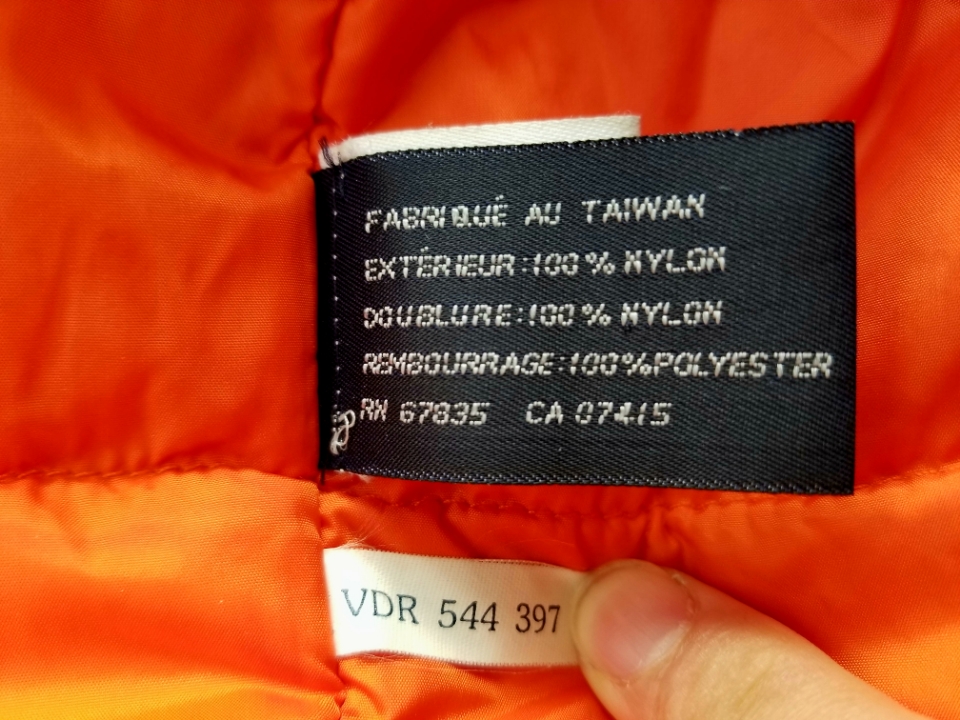 FABRIQUÉ AU TAIWAN
EXTÉRIEUR:100% NYLON
DOUBLURE:100% NYLON
REMBOURRAGE:100%POLYESTER
RN 67835 CA 07415
VDR 544 397